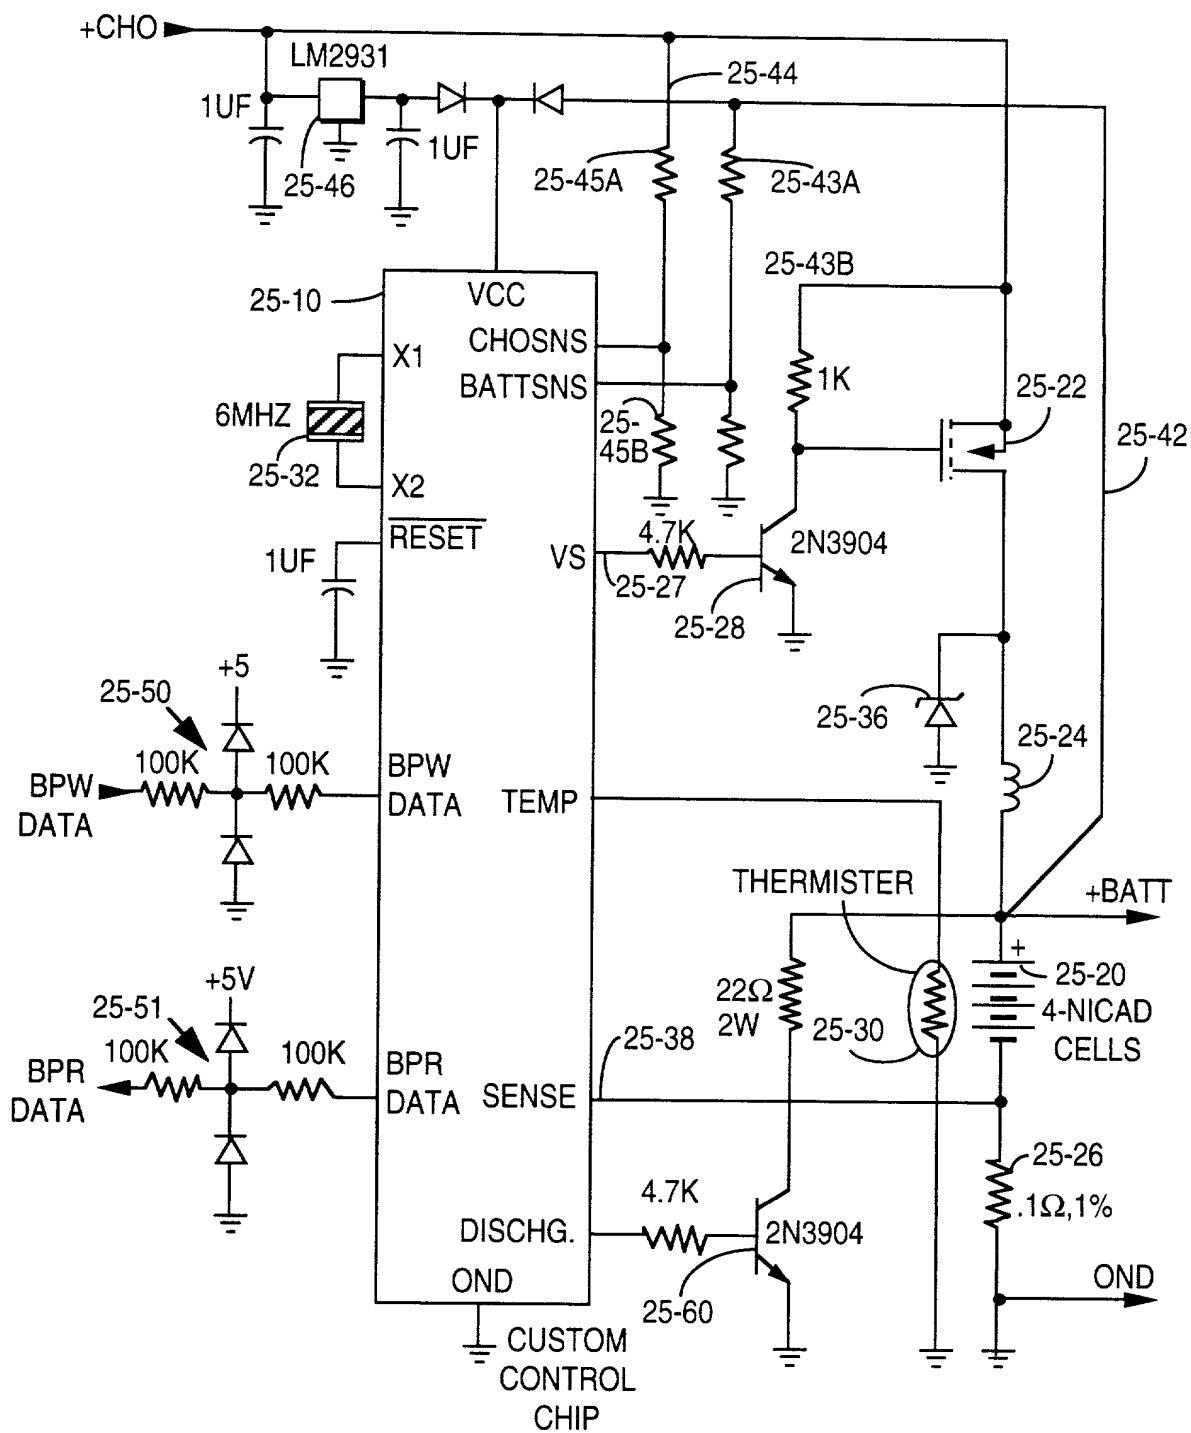 +CHO
LM2931
25-44
1UF
1UF
25-46
25-45A
25-43A
25-10
VCC
25-43B
X1
CHOSNS
BATTSNS
1K
25-22
6MHZ
25-
45B
25-42
25-32
X2
RESET
4.7K
2N3904
1UF
VS
25-27
25-28
+5
25-50
25-36
25-24
100K
100K
BPW
DATA
BPW
DATA
TEMP
THERMISTER
+BATT
+5V
+
25-20
25-51
22Ω
2W
4-NICAD
CELLS
25-38
25-30
100K
100K
BPR
DATA
BPR
DATA
SENSE
25-26
4.7K
.1Ω,1%
DISCHG.
2N3904
OND
OND
25-60
CUSTOM
CONTROL
CHIP